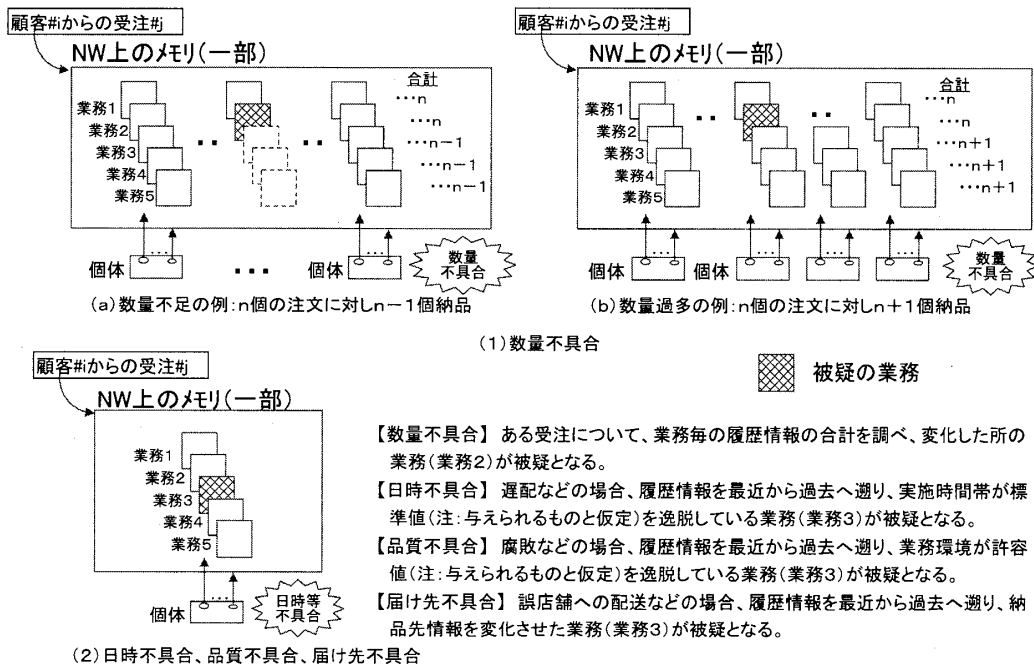 顧客#iからの受注#j
NW上のメモリ(一部)
合計
業務1
業務2
業務3
業務4
業務5
‥
‥
…n
…n
…n−1
…n−1
…n−1
個体
…
…
個体
…
数量
不具合
(a)数量不足の例:n個の注文に対しn−1個納品
顧客#iからの受注#j
NW上のメモリ(一部)
合計
業務1
業務2
業務3
業務4
業務5
‥
‥
…n
…n
…n+1
…n+1
…n+1
個体
…
個体
…
…
…
数量
不具合
(b)数量過多の例:n個の注文に対しn+1個納品
(1)数量不具合
被疑の業務
顧客#iからの受注#j
NW上のメモリ(一部)
業務1
業務2
業務3
業務4
業務5
個体
…
日時等
不具合
(2)日時不具合、品質不具合、届け先不具合
【数量不具合】 ある受注について、業務毎の履歴情報の合計を調べ、変化した所の
業務(業務2)が被疑となる。
【日時不具合】 遅配などの場合、履歴情報を最近から過去へ遡り、実施時間帯が標
準値(注:与えられるものと仮定)を逸脱している業務(業務3)が被疑となる。
【品質不具合】 腐敗などの場合、履歴情報を最近から過去へ遡り、業務環境が許容
値(注:与えられるものと仮定)を逸脱している業務(業務3)が被疑となる。
【届け先不具合】 誤店舗への配送などの場合、履歴情報を最近から過去へ遡り、納
品先情報を変化させた業務(業務3)が被疑となる。